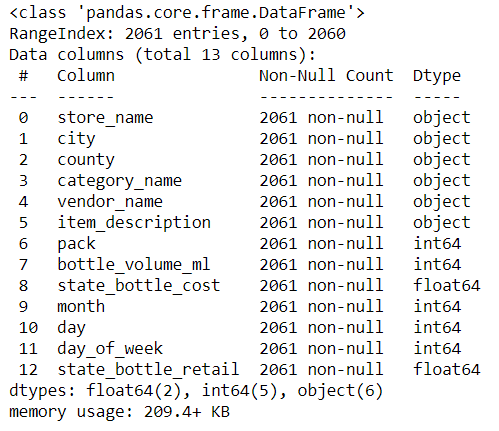 <class 'pandas.core.frame.DataFrame'>
RangeIndex: 2061 entries, 0 to 2060
Data columns (total 13 columns):
 #   Column               Non-Null Count  Dtype
---  ------               --------------  -----
 0   store_name           2061 non-null   object
 1   city                 2061 non-null   object
 2   county               2061 non-null   object
 3   category_name        2061 non-null   object
 4   vendor_name          2061 non-null   object
 5   item_description     2061 non-null   object
 6   pack                 2061 non-null   int64
 7   bottle_volume_ml     2061 non-null   int64
 8   state_bottle_cost    2061 non-null   float64
 9   month                2061 non-null   int64
 10  day                  2061 non-null   int64
 11  day_of_week          2061 non-null   int64
 12  state_bottle_retail  2061 non-null   float64
dtypes: float64(2), int64(5), object(6)
memory usage: 209.4+ KB